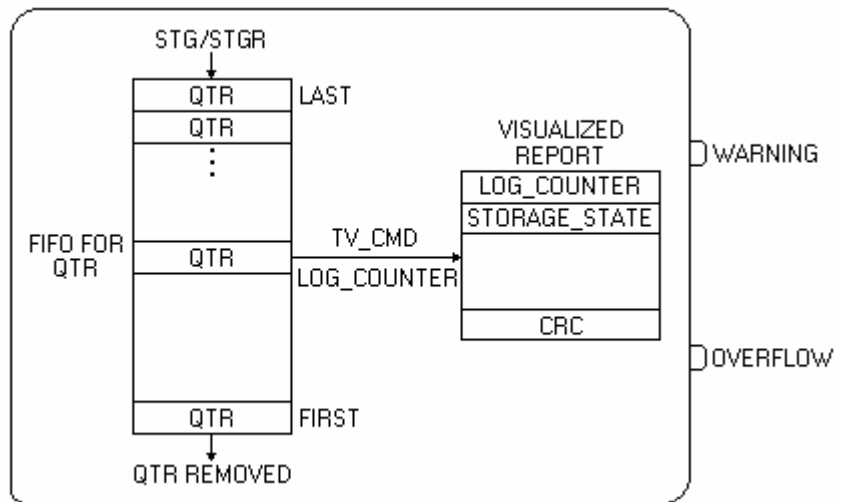 STG/STGR
QTR
LAST
QTR
FIFO FOR
QTR
QTR
TV_CMD
LOG_COUNTER
QTR
FIRST
QTR REMOVED
VISUALIZED
REPORT
LOG_COUNTER
STORAGE_STATE
CRC
WARNING
OVERFLOW